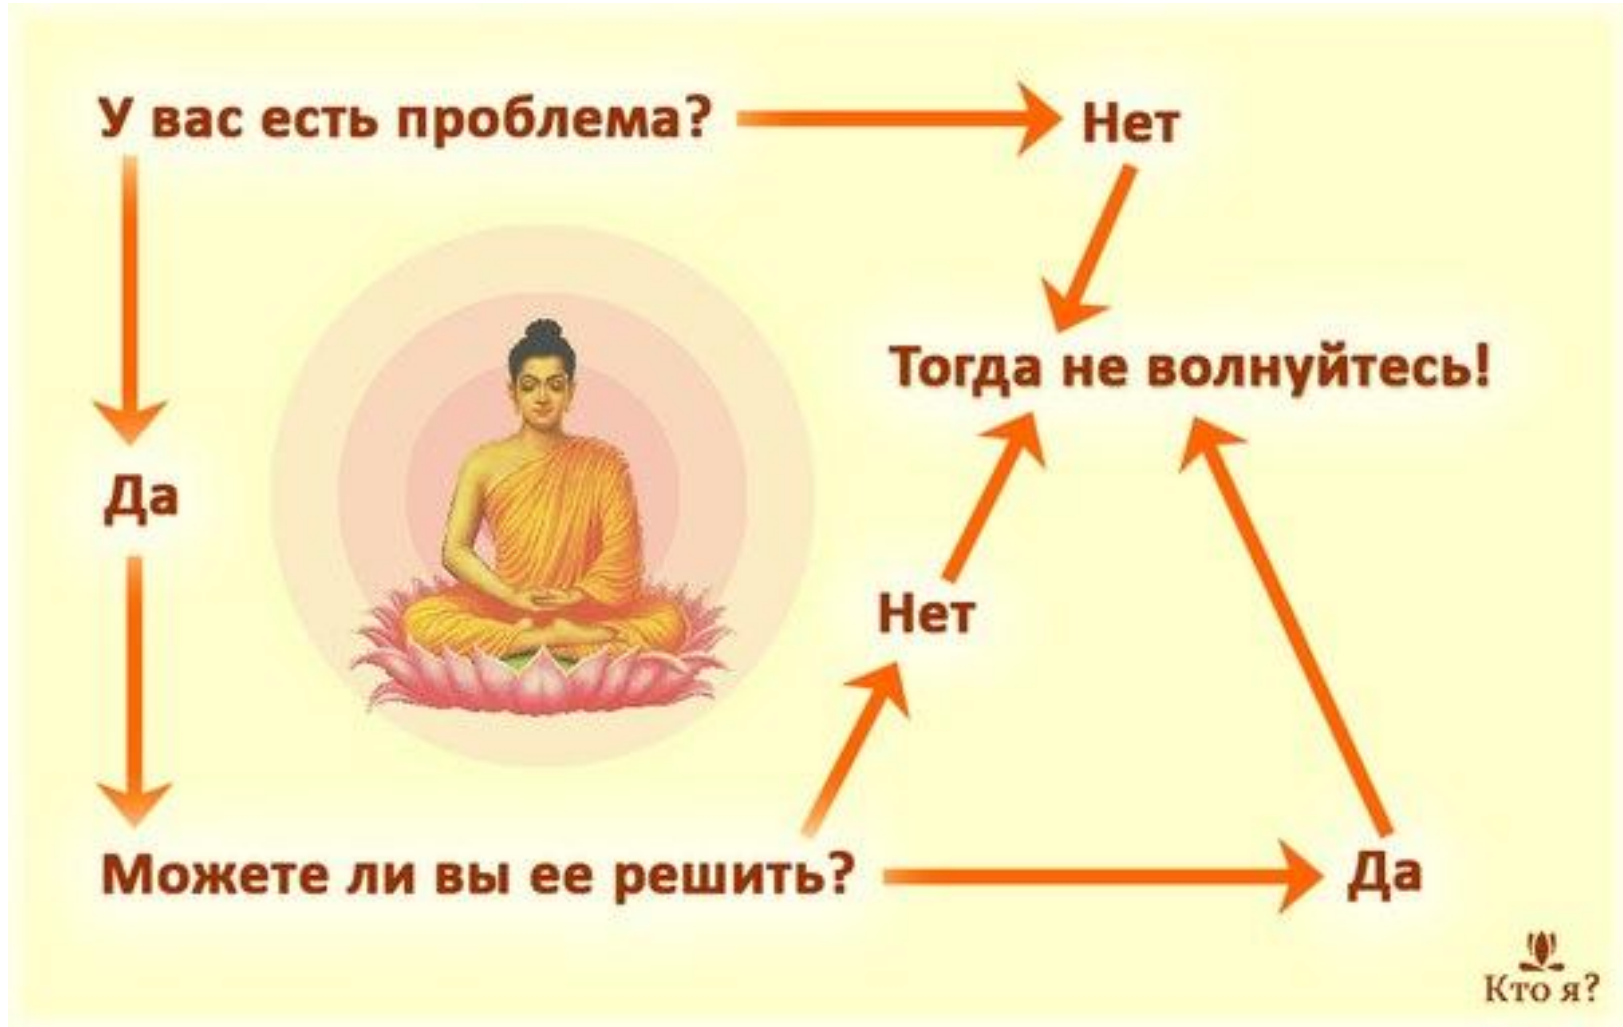 У вас есть проблема?
Нет
Тогда не волнуйтесь!
Да
Нет
Можете ли вы ее решить?
Да
Кто я?